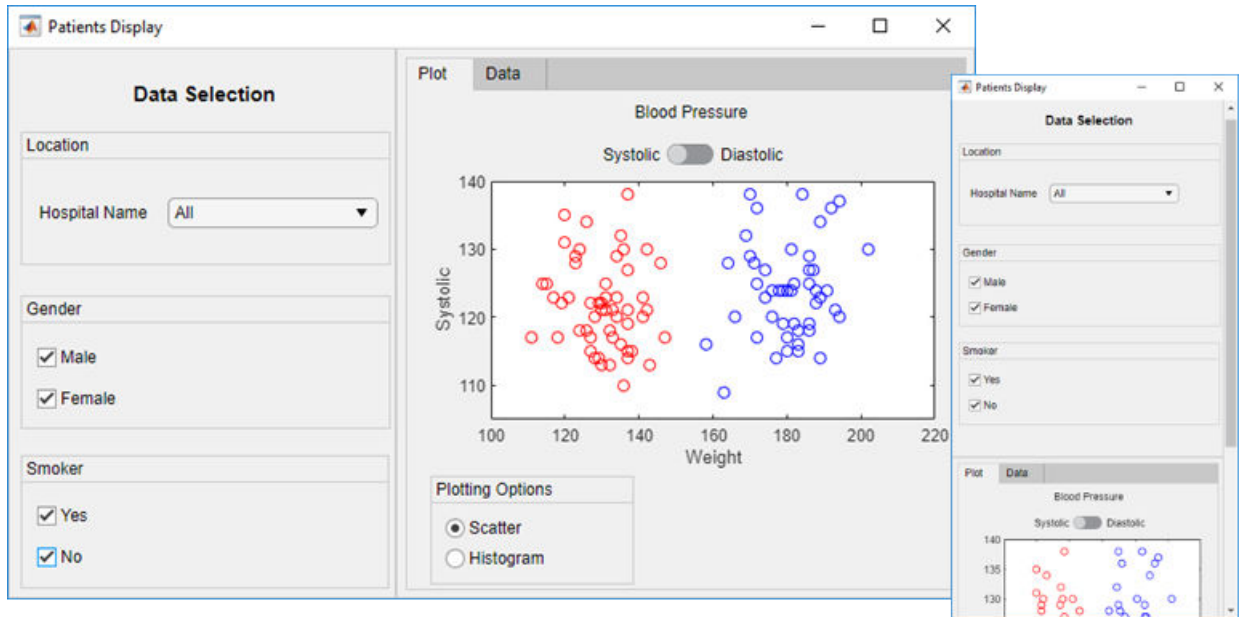 Patients Display
Data Selection
Location
Hospital Name All
Gender
Male
Female
Smoker
Yes
No
Plot Data
Blood Pressure
Systolic Diastolic
140
130
120
110
Systolic
100 120 140 160 180 200 220
Weight
Plotting Options
Scatter
Histogram
Patients Display
Data Selection
Location
Hospital Name All
Gender
Male
Female
Smoker
Yes
No
Plot Data
Blood Pressure
Systolic Diastolic
140
135
130